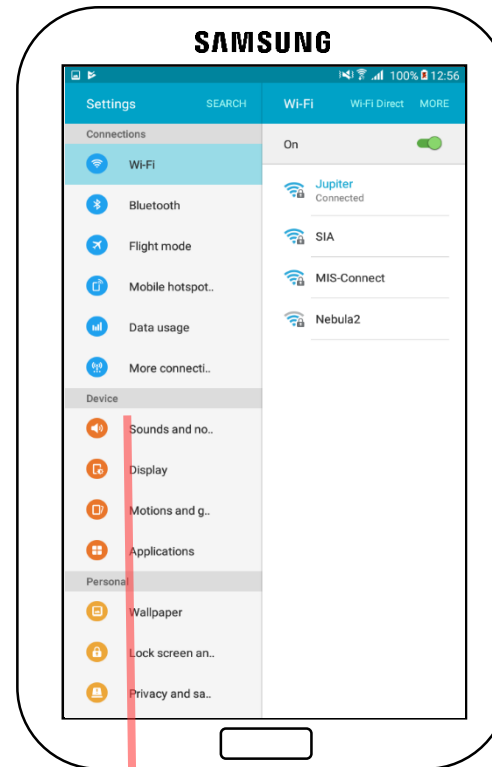 SAMSUNG
100% 12:56
Settings SEARCH
Connections
Wi-Fi
Bluetooth
Flight mode
Mobile hotspot..
Data usage
More connecti..
Device
Sounds and no..
Display
Motions and g..
Applications
Personal
Wallpaper
Lock screen an..
Privacy and sa..
Wi-Fi Wi-Fi Direct MORE
On
Jupiter
Connected
SIA
MIS-Connect
Nebula2